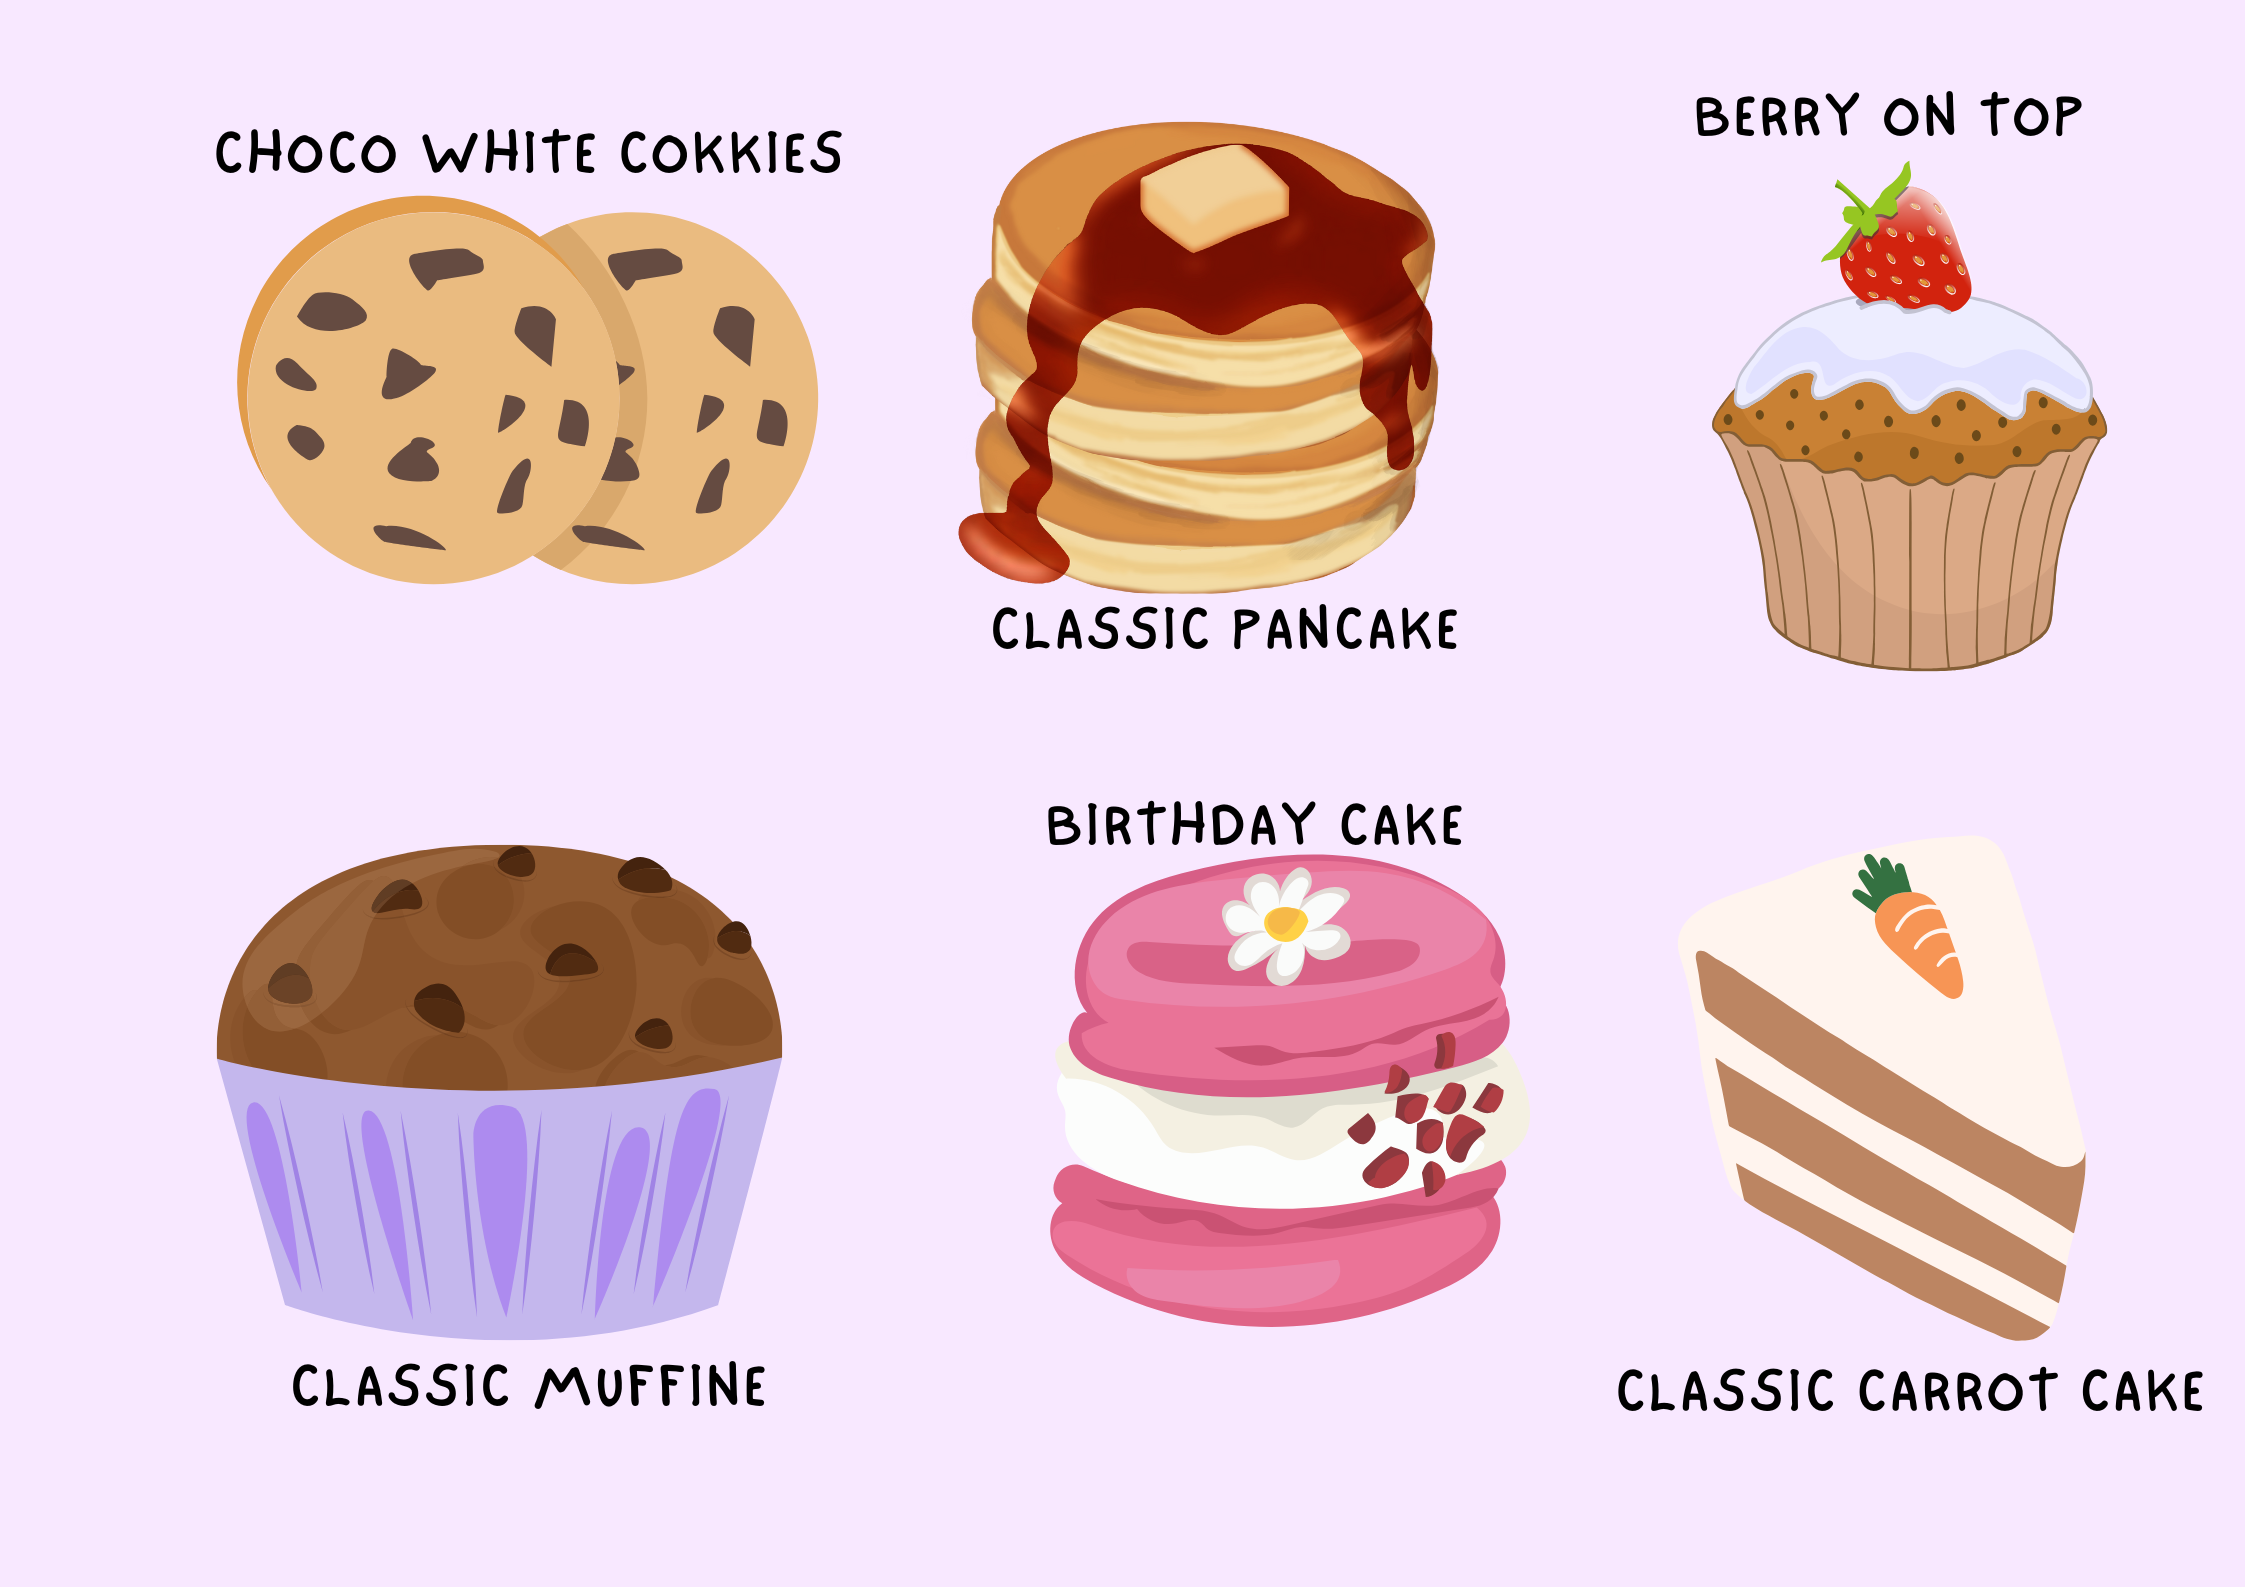 CHOCO WHITE COKKIES
CLASSIC PANCAKE
BERRY ON TOP
CLASSIC MUFFINE
BIRTHDAY CAKE
CLASSIC CARROT CAKE